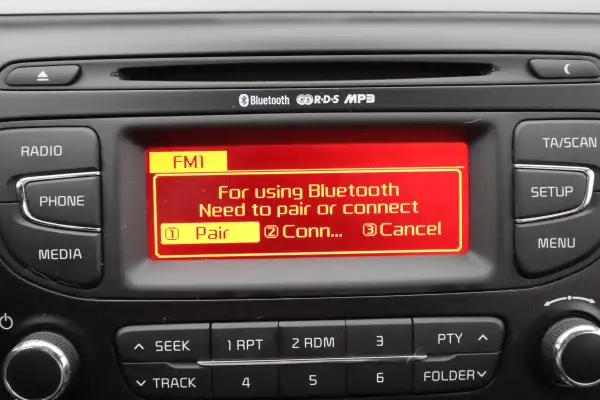 Bluetooth R·D·S MP3
RADIO
PHONE
MEDIA
FM1
For using Bluetooth
Need to pair or connect
① Pair ② Conn... ③ Cancel
TA/SCAN
SETUP
MENU
SEEK 1 RPT 2 RDM 3 PTY
TRACK 4 5 6 FOLDER